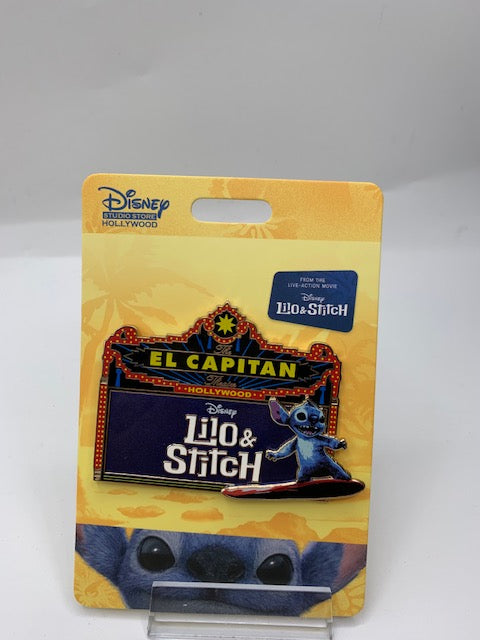 Disney
STUDIO STORE
HOLLYWOOD
FROM THE
LIVE-ACTION MOVIE
Disney
Lilo & Stitch
The
EL CAPITAN
Theatre
HOLLYWOOD
Disney
Lilo &
Stitch